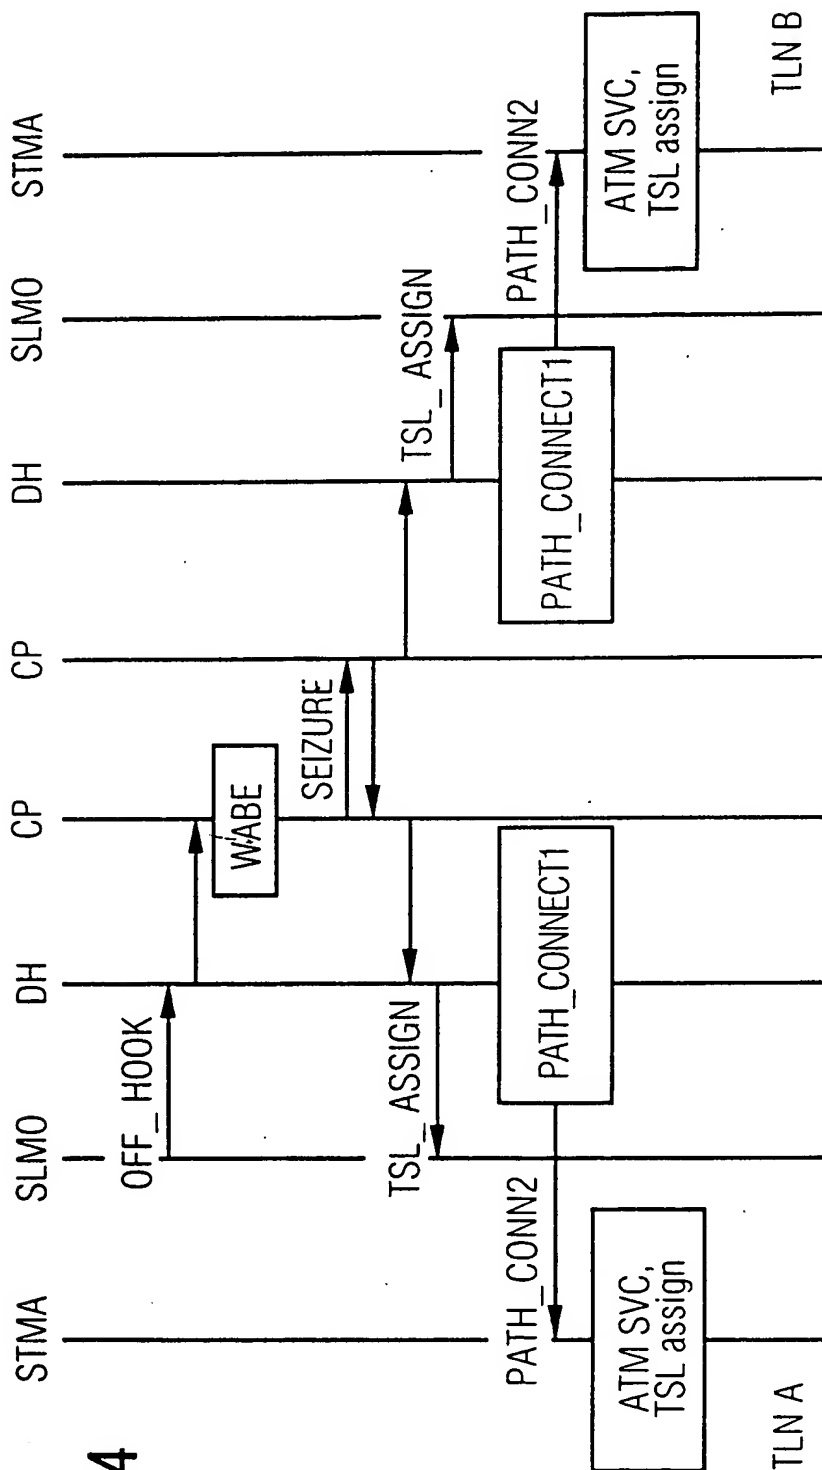 4
STMA
SLMO
DH
CP
CP
DH
SLMO
STMA
OFF_HOOK
WABE
SEIZURE
TSL_ASSIGN
TSL_ASSIGN
PATH_CONN2
PATH_CONNECT1
PATH_CONNECT1
PATH_CONN2
ATM SVC,
TSL assign
ATM SVC,
TSL assign
TLN A
TLN B